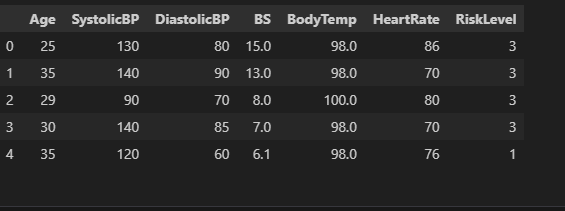 Age SystolicBP DiastolicBP BS BodyTemp HeartRate RiskLevel
0 25 130 80 15.0 98.0 86 3
1 35 140 90 13.0 98.0 70 3
2 29 90 70 8.0 100.0 80 3
3 30 140 85 7.0 98.0 70 3
4 35 120 60 6.1 98.0 76 1